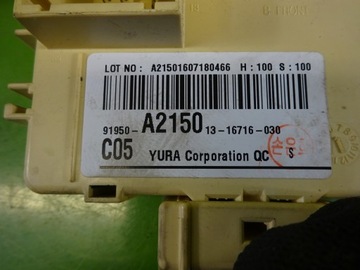 LOT NO : A21501607180466 H : 100 S : 100
91950- A2150 13-16716-030
C05 YURA Corporation QC S